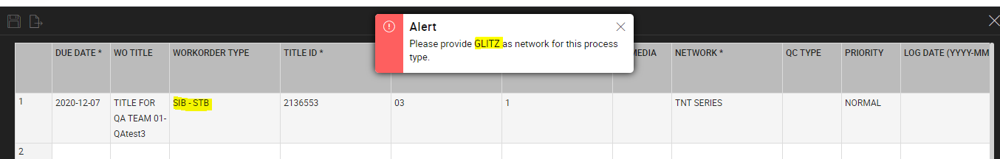 Alert
Please provide GLITZ as network for this process
type.
DUE DATE * WO TITLE WORKORDER TYPE TITLE ID * MEDIA NETWORK * QC TYPE PRIORITY LOG DATE (YYYY-MM
1 2020-12-07 TITLE FOR SIB - STB 2136553 03 1 TNT SERIES NORMAL
QA TEAM 01-
QAtest3
2